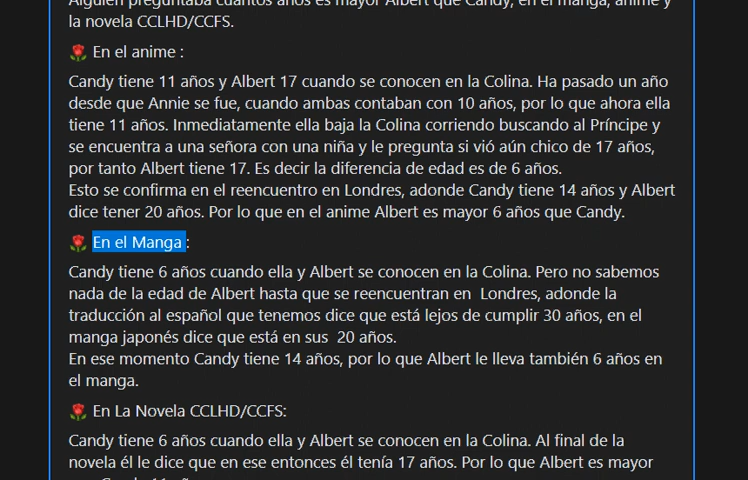 Alguien preguntaba cuantos años es mayor Albert que Candy, en el manga, anime y
la novela CCLHD/CCFS.
🌹 En el anime :
Candy tiene 11 años y Albert 17 cuando se conocen en la Colina. Ha pasado un año
desde que Annie se fue, cuando ambas contaban con 10 años, por lo que ahora ella
tiene 11 años. Inmediatamente ella baja la Colina corriendo buscando al Príncipe y
se encuentra a una señora con una niña y le pregunta si vió aún chico de 17 años,
por tanto Albert tiene 17. Es decir la diferencia de edad es de 6 años.
Esto se confirma en el reencuentro en Londres, adonde Candy tiene 14 años y Albert
dice tener 20 años. Por lo que en el anime Albert es mayor 6 años que Candy.
🌹 En el Manga :
Candy tiene 6 años cuando ella y Albert se conocen en la Colina. Pero no sabemos
nada de la edad de Albert hasta que se reencuentran en Londres, adonde la
traducción al español que tenemos dice que está lejos de cumplir 30 años, en el
manga japonés dice que está en sus 20 años.
En ese momento Candy tiene 14 años, por lo que Albert le lleva también 6 años en
el manga.
🌹 En La Novela CCLHD/CCFS:
Candy tiene 6 años cuando ella y Albert se conocen en la Colina. Al final de la
novela él le dice que en ese entonces él tenía 17 años. Por lo que Albert es mayor